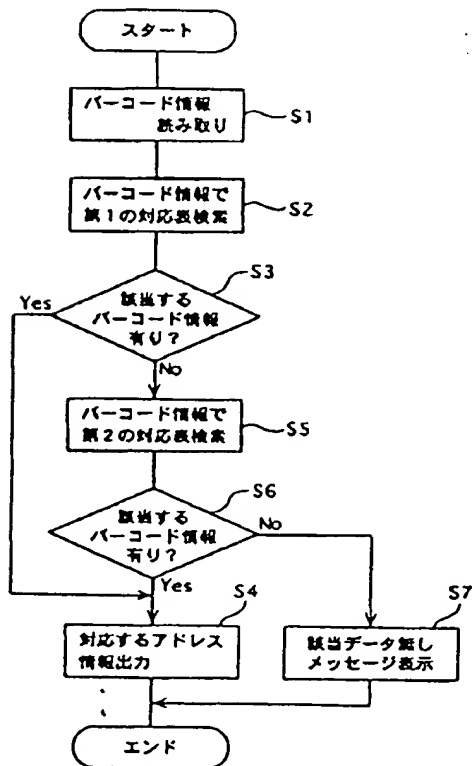 スタート
バーコード情報
読み取り
S1
バーコード情報で
第1の対応表検索
S2
S3
Yes
該当する
バーコード情報
有り?
No
バーコード情報で
第2の対応表検索
S5
S6
該当する
バーコード情報
有り?
No
Yes
S4
対応するアドレス
情報出力
S7
該当データ無し
メッセージ表示
エンド